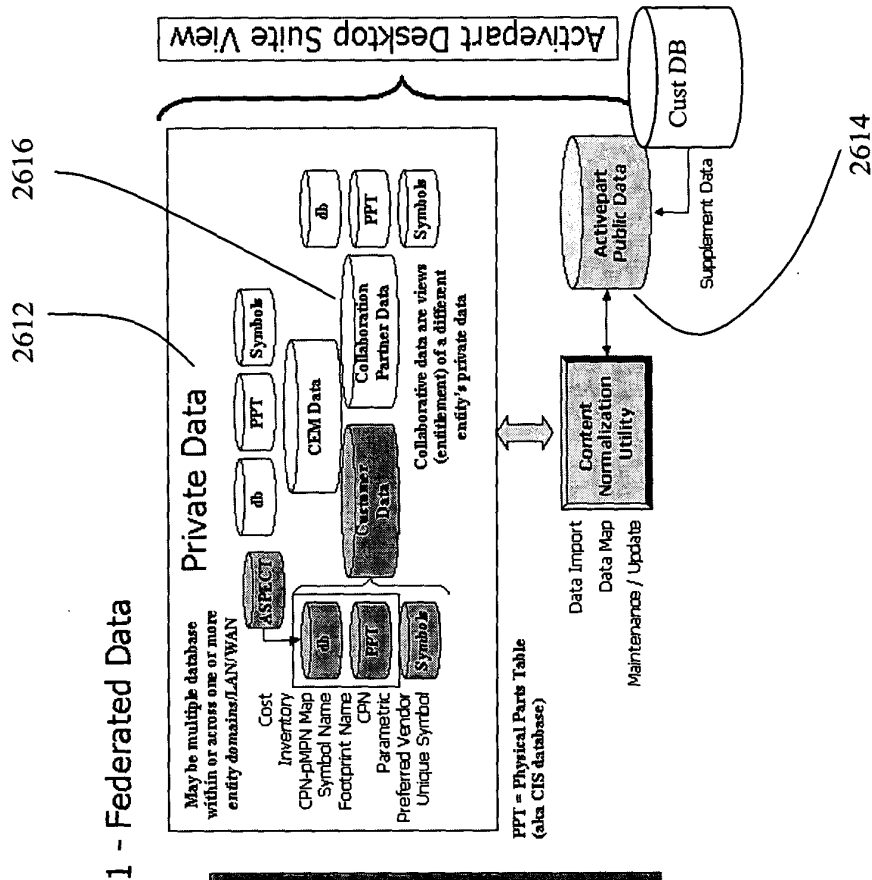 1 - Federated Data
2612
2616
Private Data
May be multiple database
within or across one or more
entity domains/LAN/WAN
ASPECT
db
PPT
Symbols
Cost
Inventory
CPN-pMPN Map
Symbol Name
Footprint Name
CPN
Parametric
Preferred Vendor
Unique Symbol
db
PPT
Symbols
Customer
Data
CEM Data
Collaboration
Partner Data
db
PPT
Symbols
Collaborative data are views
(entitlement) of a different
entity's private data
PPT = Physical Parts Table
(aka CIS database)
Data Import
Data Map
Maintenance / Update
Content
Normalization
Utility
Activepart
Public Data
Supplement Data
Cust DB
2614
Activepart Desktop Suite View